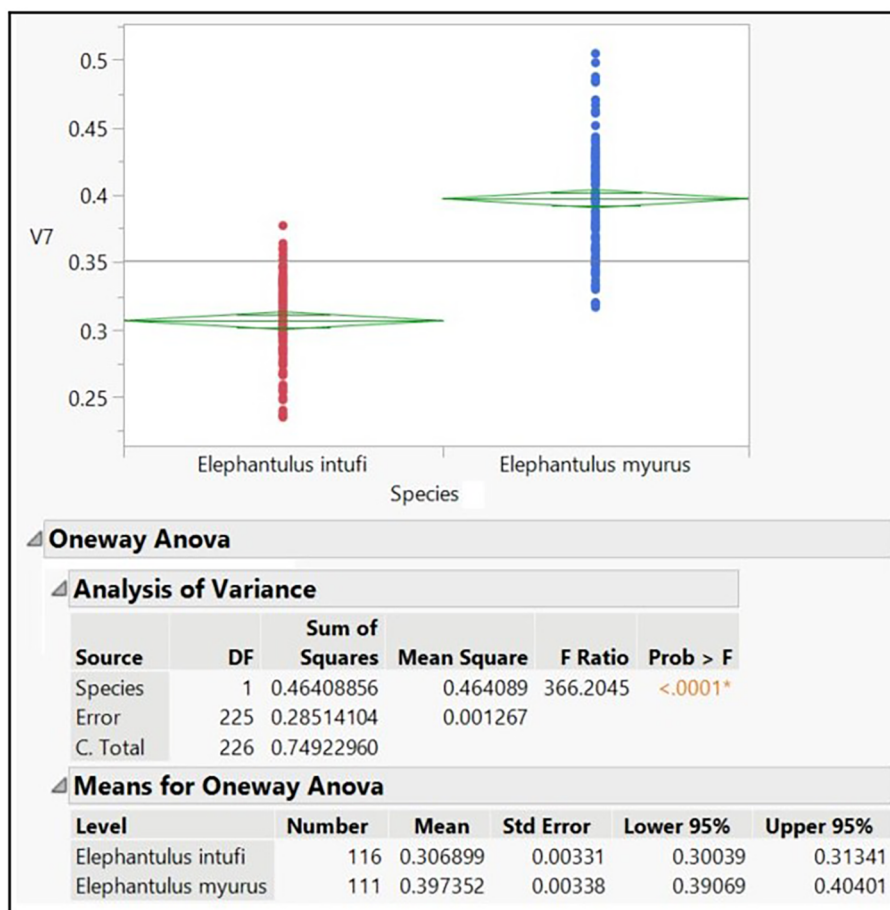 0.5
0.45
0.4
V7
0.35
0.3
0.25
Elephantulus intufi Elephantulus myurus
Species
Oneway Anova
Analysis of Variance
Sum of
Source DF Squares Mean Square F Ratio Prob > F
Species 1 0.46408856 0.464089 366.2045 <.0001*
Error 225 0.28514104 0.001267
C. Total 226 0.74922960
Means for Oneway Anova
Level Number Mean Std Error Lower 95% Upper 95%
Elephantulus intufi 116 0.306899 0.00331 0.30039 0.31341
Elephantulus myurus 111 0.397352 0.00338 0.39069 0.40401